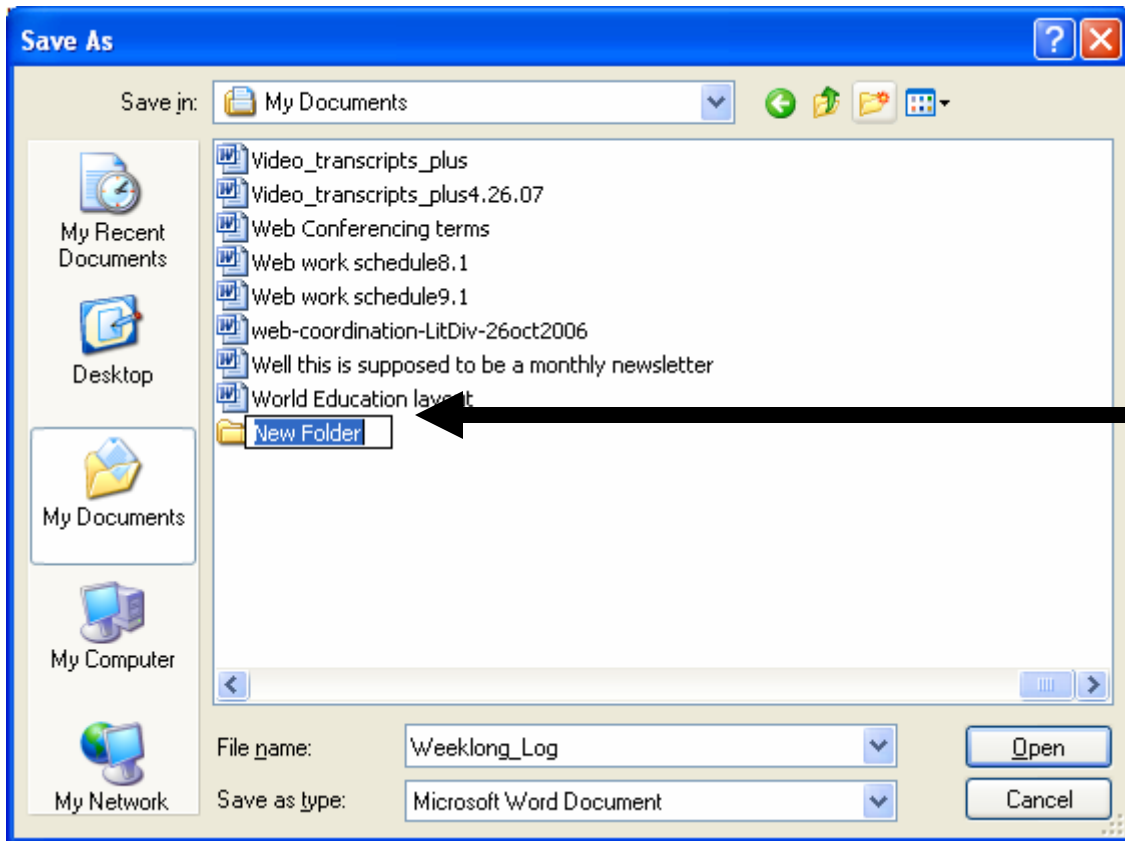 Save As
Save in:
My Documents
My Recent
Documents
Desktop
My Documents
My Computer
My Network
Video_transcripts_plus
Video_transcripts_plus4.26.07
Web Conferencing terms
Web work schedule8.1
Web work schedule9.1
web-coordination-LitDiv-26oct2006
Well this is supposed to be a monthly newsletter
World Education layout
New Folder
File name:
Weeklong_Log
Open
Save as type:
Microsoft Word Document
Cancel